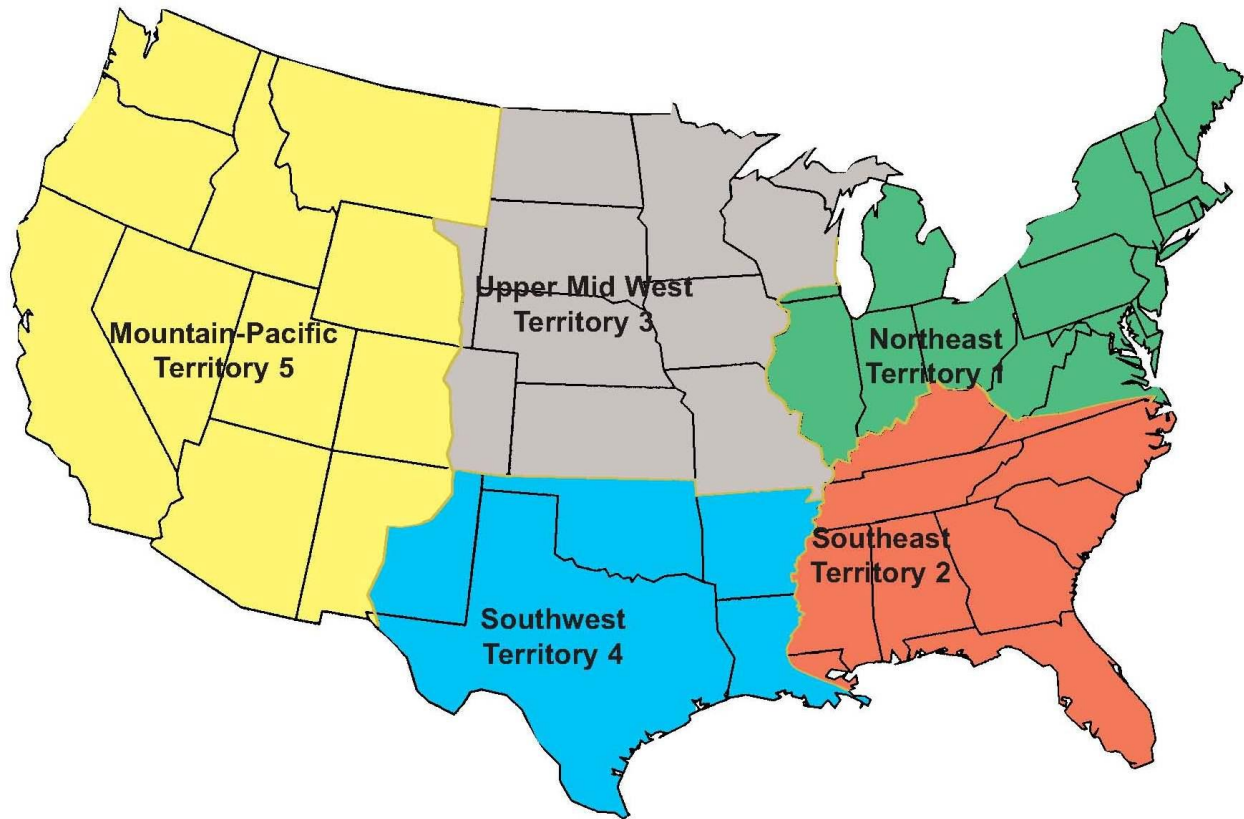 Upper Mid West
Territory 3
Mountain-Pacific
Territory 5
Northeast
Territory 1
Southeast
Territory 2
Southwest
Territory 4